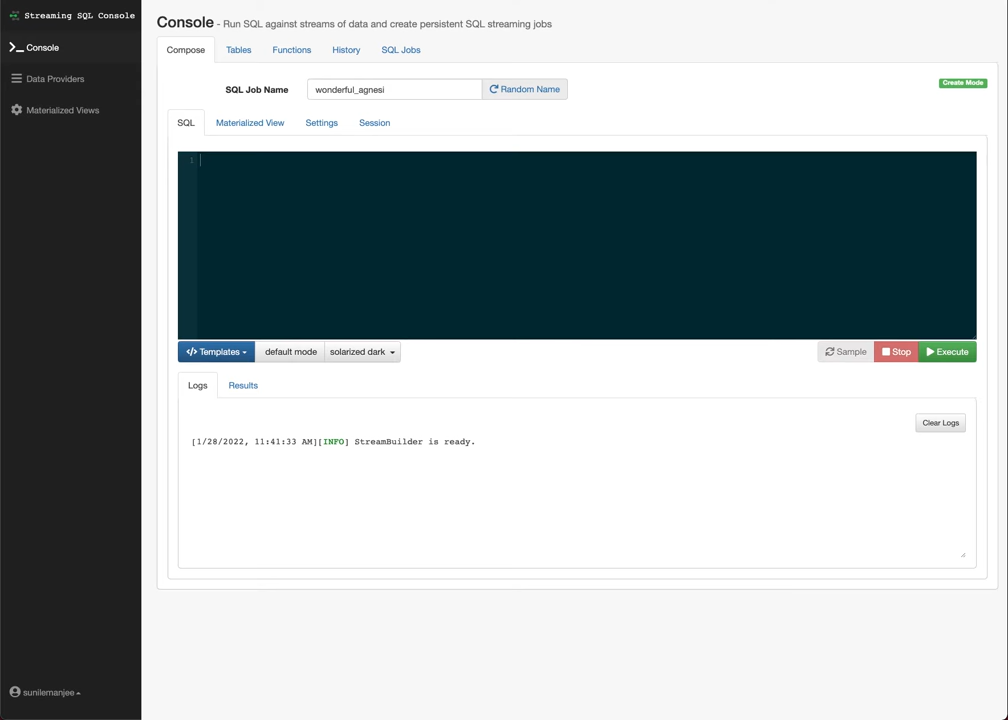 Streaming SQL Console
Console
Data Providers
Materialized Views
sunilemanjee
Console - Run SQL against streams of data and create persistent SQL streaming jobs
Compose Tables Functions History SQL Jobs
SQL Job Name wonderful_agnesi Random Name
Create Mode
SQL Materialized View Settings Session
1
</> Templates default mode solarized dark Sample Stop Execute
Logs Results
Clear Logs
[1/28/2022, 11:41:33 AM][INFO] StreamBuilder is ready.